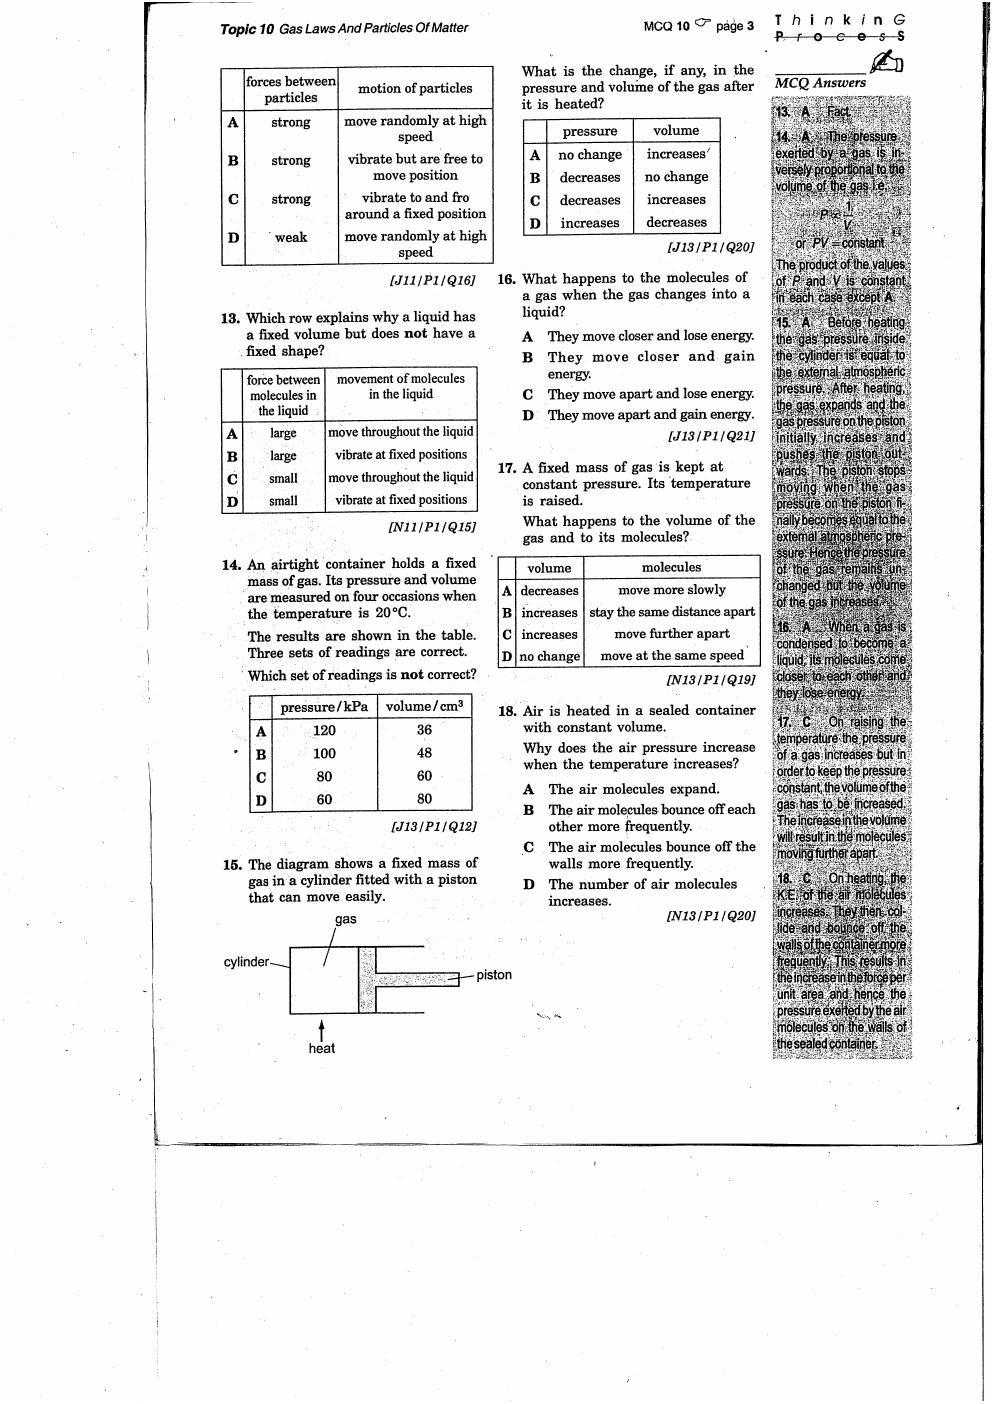 Topic 10 Gas Laws And Particles Of Matter
MCQ 10 ☞ page 3
T h i n k i n G
P r o c e s S
forces between particles | motion of particles
A strong move randomly at high speed
B strong vibrate but are free to move position
C strong vibrate to and fro around a fixed position
D weak move randomly at high speed
[J11/P1/Q16]
13. Which row explains why a liquid has
a fixed volume but does not have a
fixed shape?
force between molecules in the liquid | movement of molecules in the liquid
A large move throughout the liquid
B large vibrate at fixed positions
C small move throughout the liquid
D small vibrate at fixed positions
[N11/P1/Q15]
14. An airtight container holds a fixed
mass of gas. Its pressure and volume
are measured on four occasions when
the temperature is 20°C.
The results are shown in the table.
Three sets of readings are correct.
Which set of readings is not correct?
pressure/kPa volume/cm³
A 120 36
B 100 48
C 80 60
D 60 80
[J13/P1/Q12]
15. The diagram shows a fixed mass of
gas in a cylinder fitted with a piston
that can move easily.
gas
cylinder
piston
heat
What is the change, if any, in the
pressure and volume of the gas after
it is heated?
pressure volume
A no change increases
B decreases no change
C decreases increases
D increases decreases
[J13/P1/Q20]
16. What happens to the molecules of
a gas when the gas changes into a
liquid?
A They move closer and lose energy.
B They move closer and gain
energy.
C They move apart and lose energy.
D They move apart and gain energy.
[J13/P1/Q21]
17. A fixed mass of gas is kept at
constant pressure. Its temperature
is raised.
What happens to the volume of the
gas and to its molecules?
volume molecules
A decreases move more slowly
B increases stay the same distance apart
C increases move further apart
D no change move at the same speed
[N13/P1/Q19]
18. Air is heated in a sealed container
with constant volume.
Why does the air pressure increase
when the temperature increases?
A The air molecules expand.
B The air molecules bounce off each
other more frequently.
C The air molecules bounce off the
walls more frequently.
D The number of air molecules
increases.
[N13/P1/Q20]
MCQ Answers
13. A Fact.
14. A The pressure
exerted by a gas is in-
versely proportional to the
volume of the gas i.e.
P ∝ 1/V
or PV = constant
The product of the values
of P and V is constant
in each case except A.
15. A Before heating
the gas pressure inside
the cylinder is equal to
the external atmospheric
pressure. After heating,
the gas expands and the
gas pressure on the piston
initially increases and
pushes the piston out-
wards. The piston stops
moving when the gas
pressure on the piston fi-
nally becomes equal to the
external atmospheric pre-
ssure. Hence the pressure
of the gas remains un-
changed but the volume
of the gas increases.
16. A When a gas is
condensed to become a
liquid, its molecules come
closer to each other and
they lose energy.
17. C On raising the
temperature the pressure
of a gas increases but in
order to keep the pressure
constant, the volume of the
gas has to be increased.
The increase in the volume
will result in the molecules
moving further apart.
18. C On heating, the
K.E. of the air molecules
increases. They then col-
lide and bounce off the
walls of the container more
frequently. This results in
the increase in the force per
unit area and hence the
pressure exerted by the air
molecules on the walls of
the sealed container.